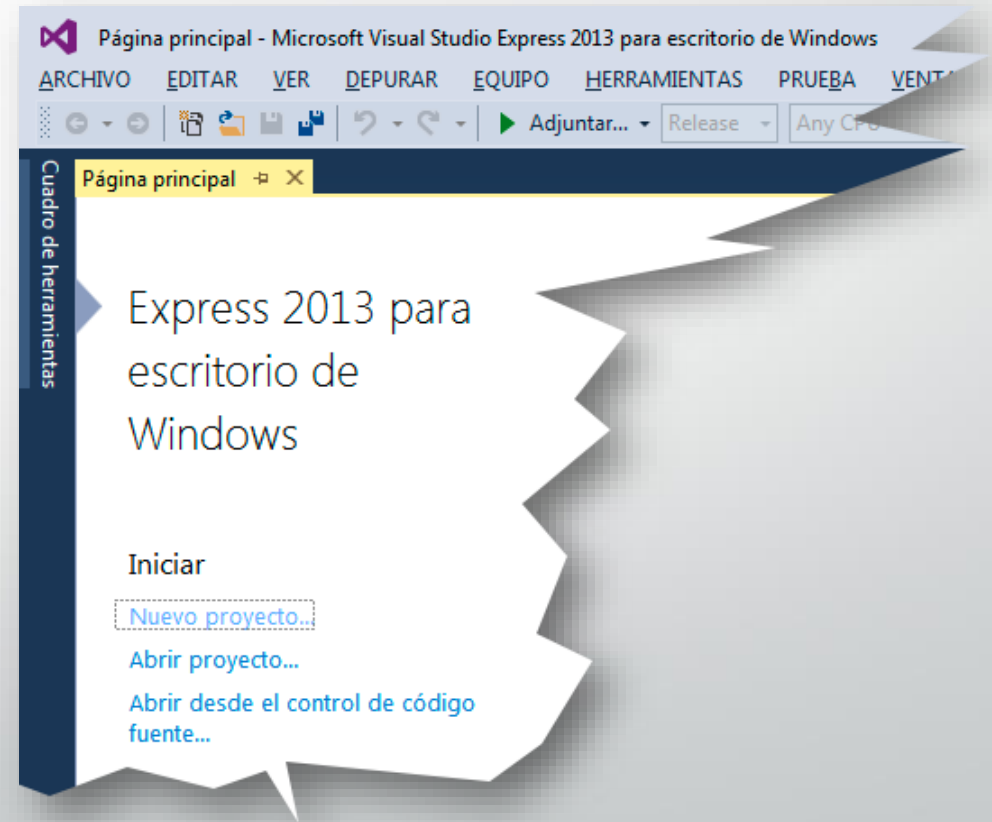 Página principal - Microsoft Visual Studio Express 2013 para escritorio de Windows
ARCHIVO EDITAR VER DEPURAR EQUIPO HERRAMIENTAS PRUEBA
Adjuntar... Release Any
Cuadro de herramientas
Página principal
Express 2013 para
escritorio de
Windows
Iniciar
Nuevo proyecto...
Abrir proyecto...
Abrir desde el control de código
fuente...